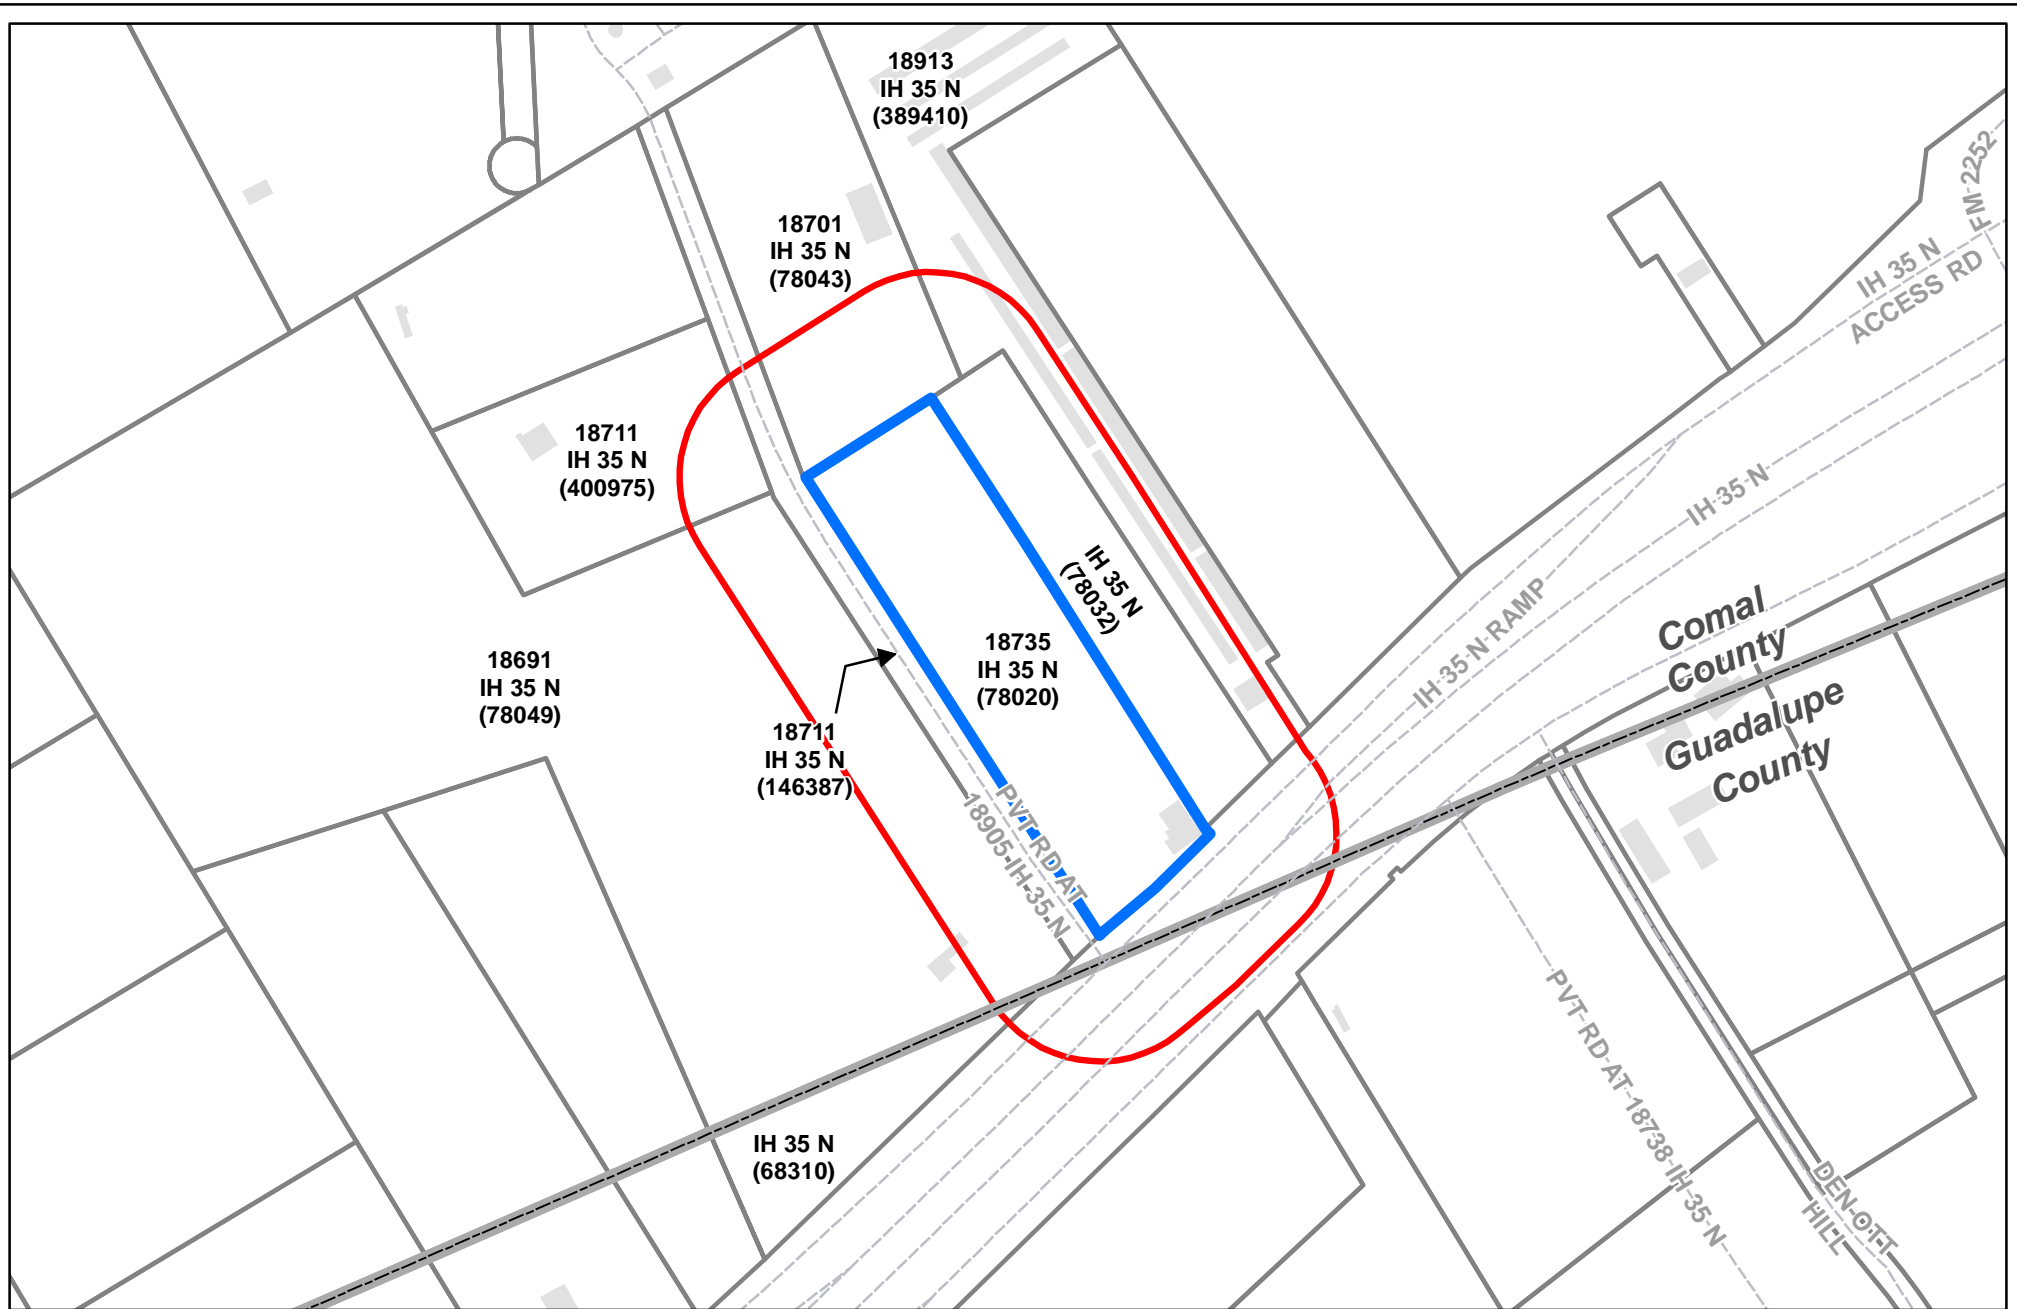 18913
IH 35 N
(389410)
18701
IH 35 N
(78043)
FM 2252
IH 35 N
ACCESS RD
18711
IH 35 N
(400975)
IH 35 N
IH 35 N
(78032)
IH 35 N RAMP
18735
IH 35 N
(78020)
Comal
County
Guadalupe
County
18691
IH 35 N
(78049)
18711
IH 35 N
(146387)
PVT RD AT
18905 IH 35 N
PVT RD AT 18738 IH 35 N
IH 35 N
(68310)
DEN OTT
HILL